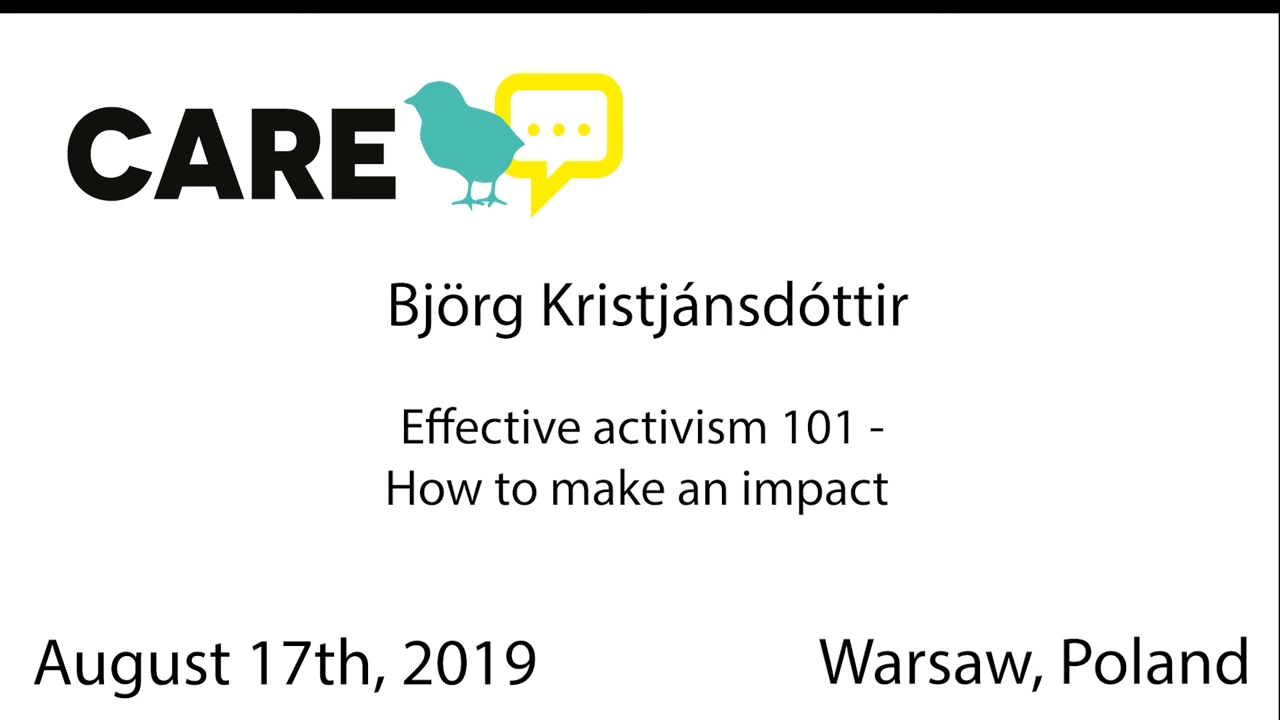 CARE
Björg Kristjánsdóttir
Effective activism 101 -
How to make an impact
August 17th, 2019
Warsaw, Poland